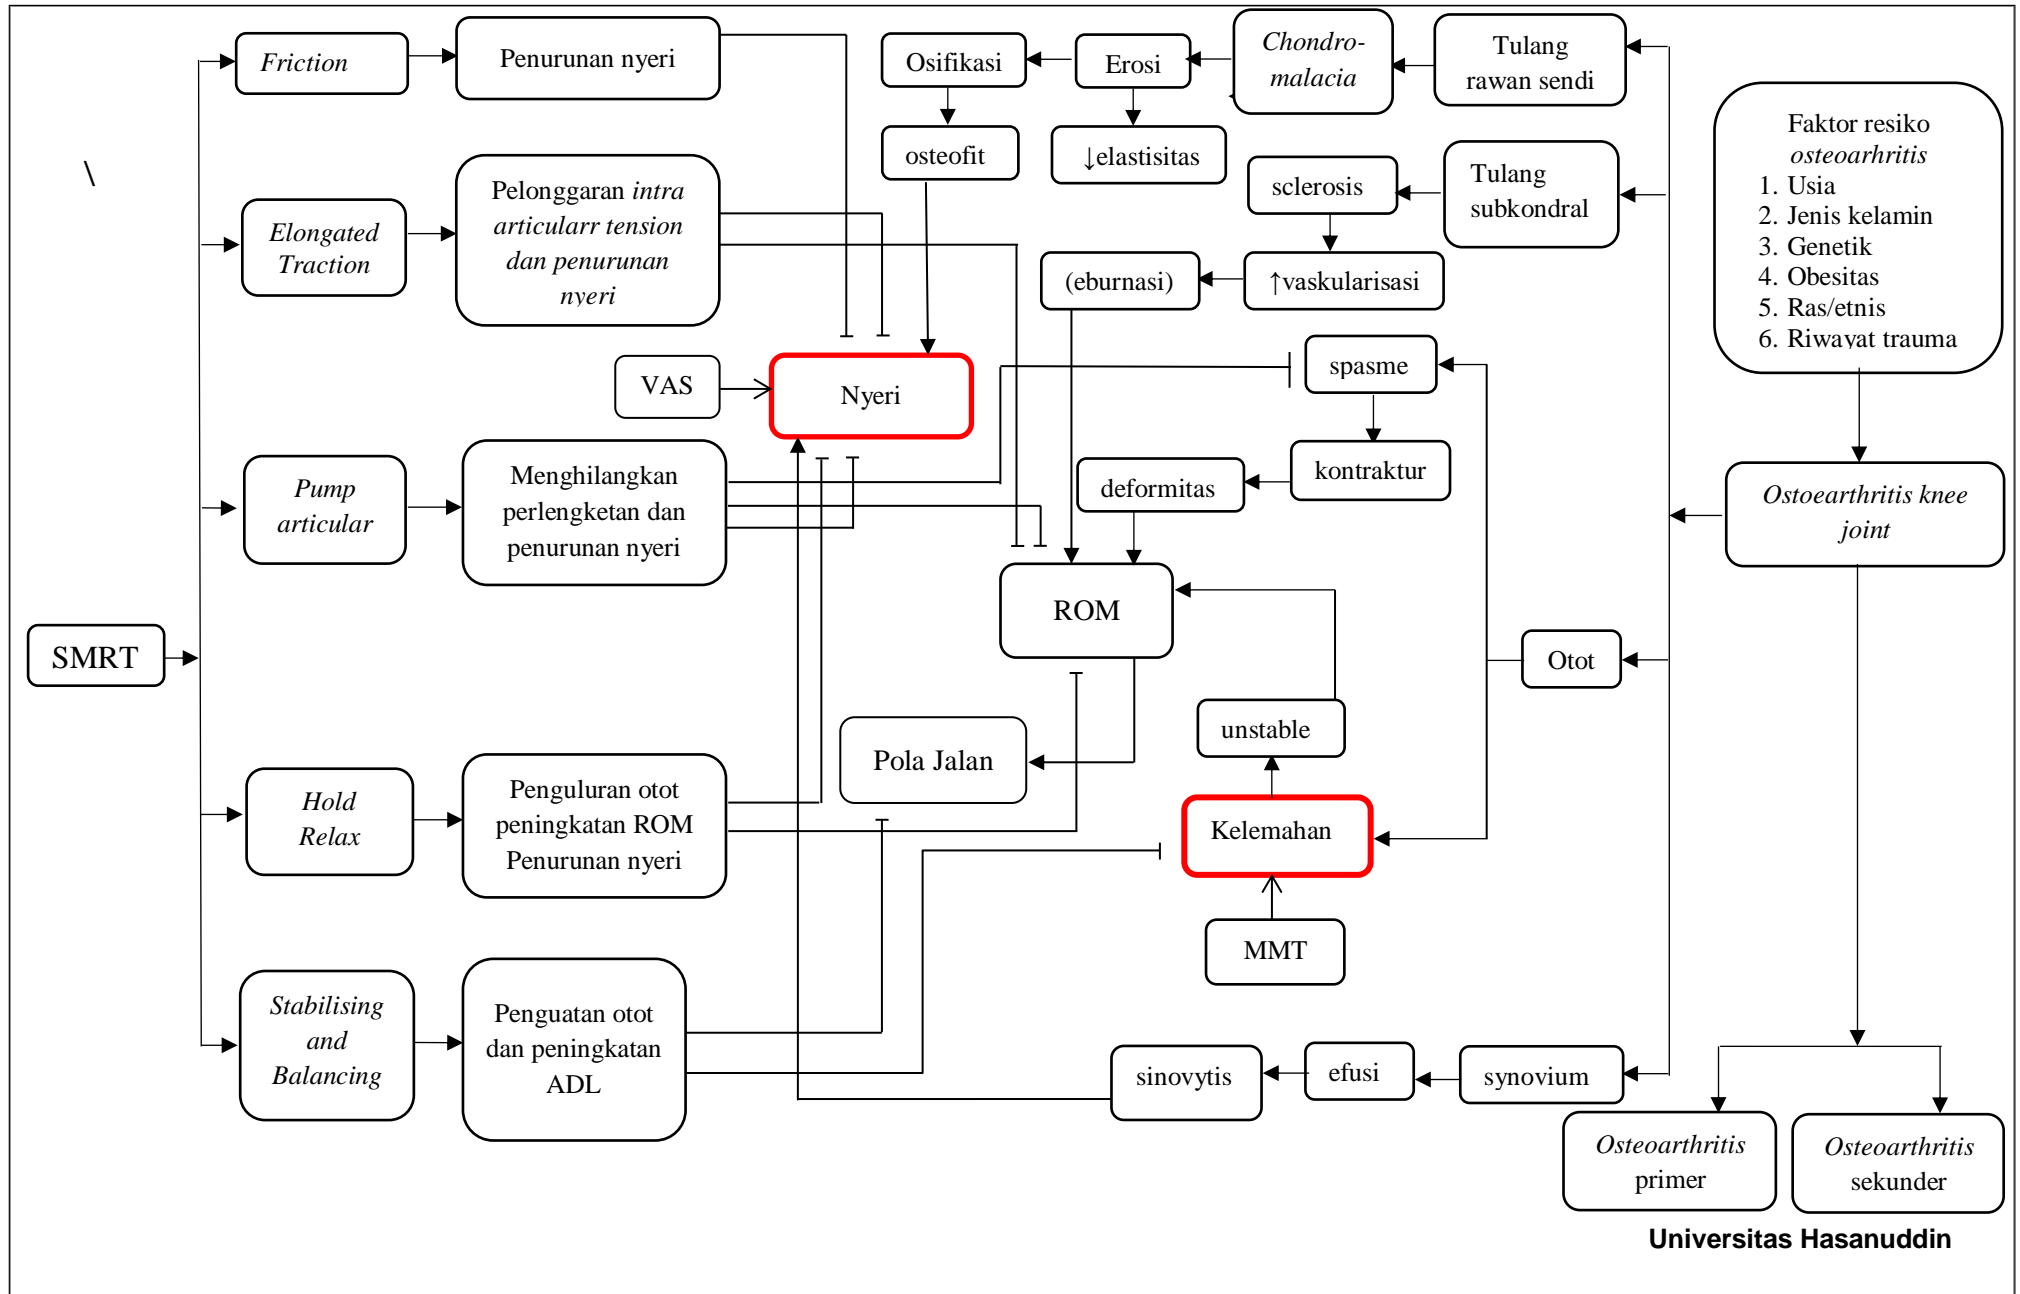 Friction
Penurunan nyeri
Osifikasi
Erosi
Chondro-
malacia
Tulang
rawan sendi
Faktor resiko
osteoarhritis
1. Usia
2. Jenis kelamin
3. Genetik
4. Obesitas
5. Ras/etnis
6. Riwayat trauma
osteofit
↓elastisitas
\
Elongated
Traction
Pelonggaran intra
articularr tension
dan penurunan
nyeri
sclerosis
Tulang
subkondral
(eburnasi)
↑vaskularisasi
VAS
Nyeri
spasme
Pump
articular
Menghilangkan
perlengketan dan
penurunan nyeri
deformitas
kontraktur
Ostoearthritis knee
joint
SMRT
ROM
Otot
Hold
Relax
Penguluran otot
peningkatan ROM
Penurunan nyeri
Pola Jalan
unstable
Kelemahan
MMT
Stabilising
and
Balancing
Penguatan otot
dan peningkatan
ADL
sinovytis
efusi
synovium
Osteoarthritis
primer
Osteoarthritis
sekunder
Universitas Hasanuddin